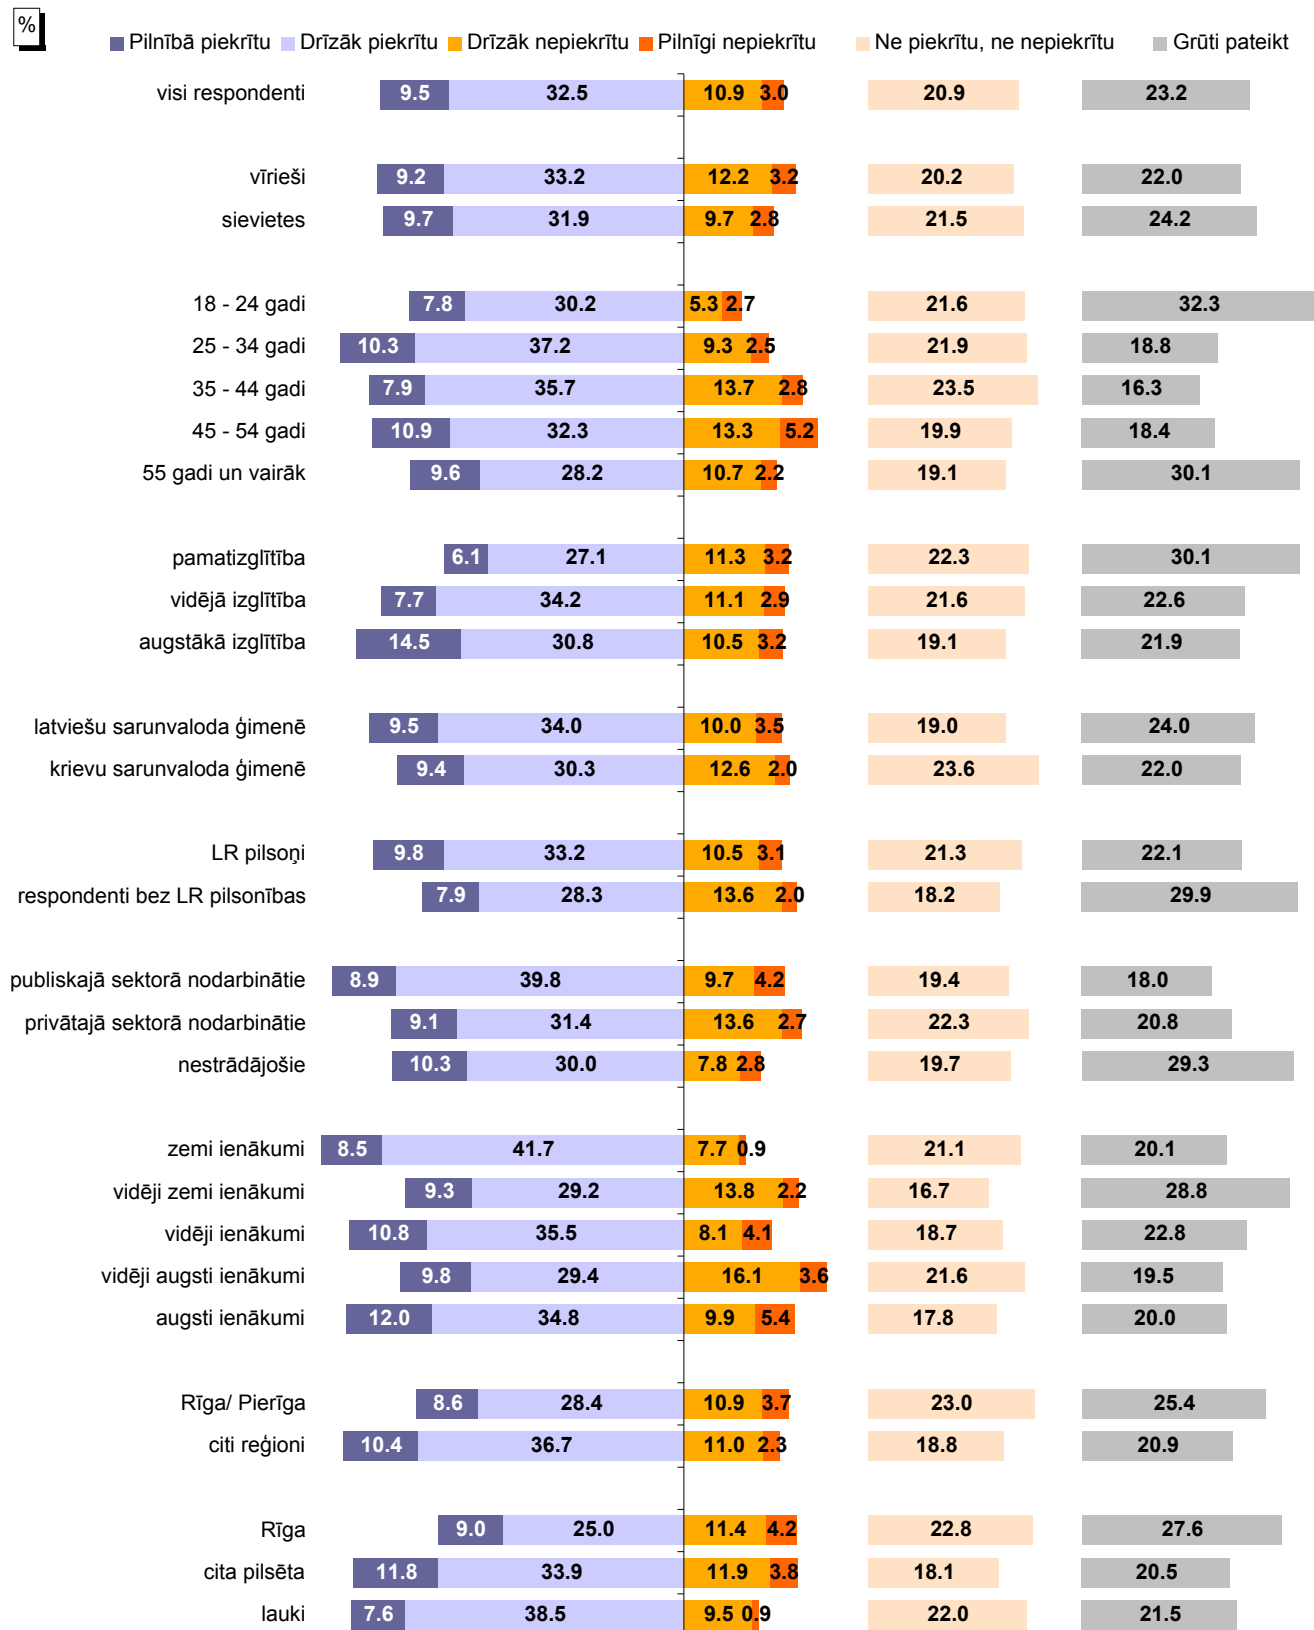 %
Pilnībā piekrītu Drīzāk piekrītu Drīzāk nepiekrītu Pilnīgi nepiekrītu Ne piekrītu, ne nepiekrītu Grūti pateikt
visi respondenti 9.5 32.5 10.9 3.0 20.9 23.2
vīrieši 9.2 33.2 12.2 3.2 20.2 22.0
sievietes 9.7 31.9 9.7 2.8 21.5 24.2
18 - 24 gadi 7.8 30.2 5.3 2.7 21.6 32.3
25 - 34 gadi 10.3 37.2 9.3 2.5 21.9 18.8
35 - 44 gadi 7.9 35.7 13.7 2.8 23.5 16.3
45 - 54 gadi 10.9 32.3 13.3 5.2 19.9 18.4
55 gadi un vairāk 9.6 28.2 10.7 2.2 19.1 30.1
pamatizglītība 6.1 27.1 11.3 3.2 22.3 30.1
vidējā izglītība 7.7 34.2 11.1 2.9 21.6 22.6
augstākā izglītība 14.5 30.8 10.5 3.2 19.1 21.9
latviešu sarunvaloda ģimenē 9.5 34.0 10.0 3.5 19.0 24.0
krievu sarunvaloda ģimenē 9.4 30.3 12.6 2.0 23.6 22.0
LR pilsoņi 9.8 33.2 10.5 3.1 21.3 22.1
respondenti bez LR pilsonības 7.9 28.3 13.6 2.0 18.2 29.9
publiskajā sektorā nodarbinātie 8.9 39.8 9.7 4.2 19.4 18.0
privātajā sektorā nodarbinātie 9.1 31.4 13.6 2.7 22.3 20.8
nestrādājošie 10.3 30.0 7.8 2.8 19.7 29.3
zemi ienākumi 8.5 41.7 7.7 0.9 21.1 20.1
vidēji zemi ienākumi 9.3 29.2 13.8 2.2 16.7 28.8
vidēji ienākumi 10.8 35.5 8.1 4.1 18.7 22.8
vidēji augsti ienākumi 9.8 29.4 16.1 3.6 21.6 19.5
augsti ienākumi 12.0 34.8 9.9 5.4 17.8 20.0
Rīga/ Pierīga 8.6 28.4 10.9 3.7 23.0 25.4
citi reģioni 10.4 36.7 11.0 2.3 18.8 20.9
Rīga 9.0 25.0 11.4 4.2 22.8 27.6
cita pilsēta 11.8 33.9 11.9 3.8 18.1 20.5
lauki 7.6 38.5 9.5 0.9 22.0 21.5